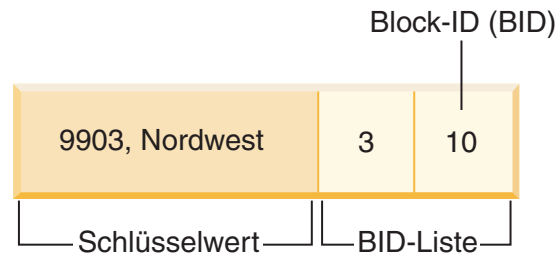 Block-ID (BID)
9903, Nordwest 3 10
Schlüsselwert BID-Liste